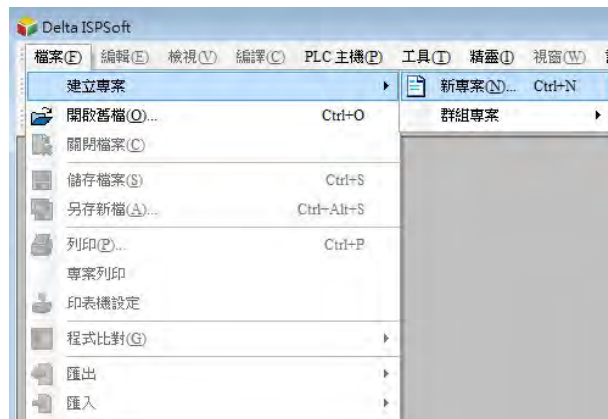 Delta ISPSoft
檔案(F) 編輯(E) 檢視(V) 編譯(C) PLC 主機(P) 工具(T) 精靈(I) 視窗(W)
建立專案
新專案(N)... Ctrl+N
開啟舊檔(O)... Ctrl+O
群組專案
關閉檔案(C)
儲存檔案(S) Ctrl+S
另存新檔(A)... Ctrl+Alt+S
列印(P)... Ctrl+P
專案列印
印表機設定
程式比對(G)
匯出
匯入